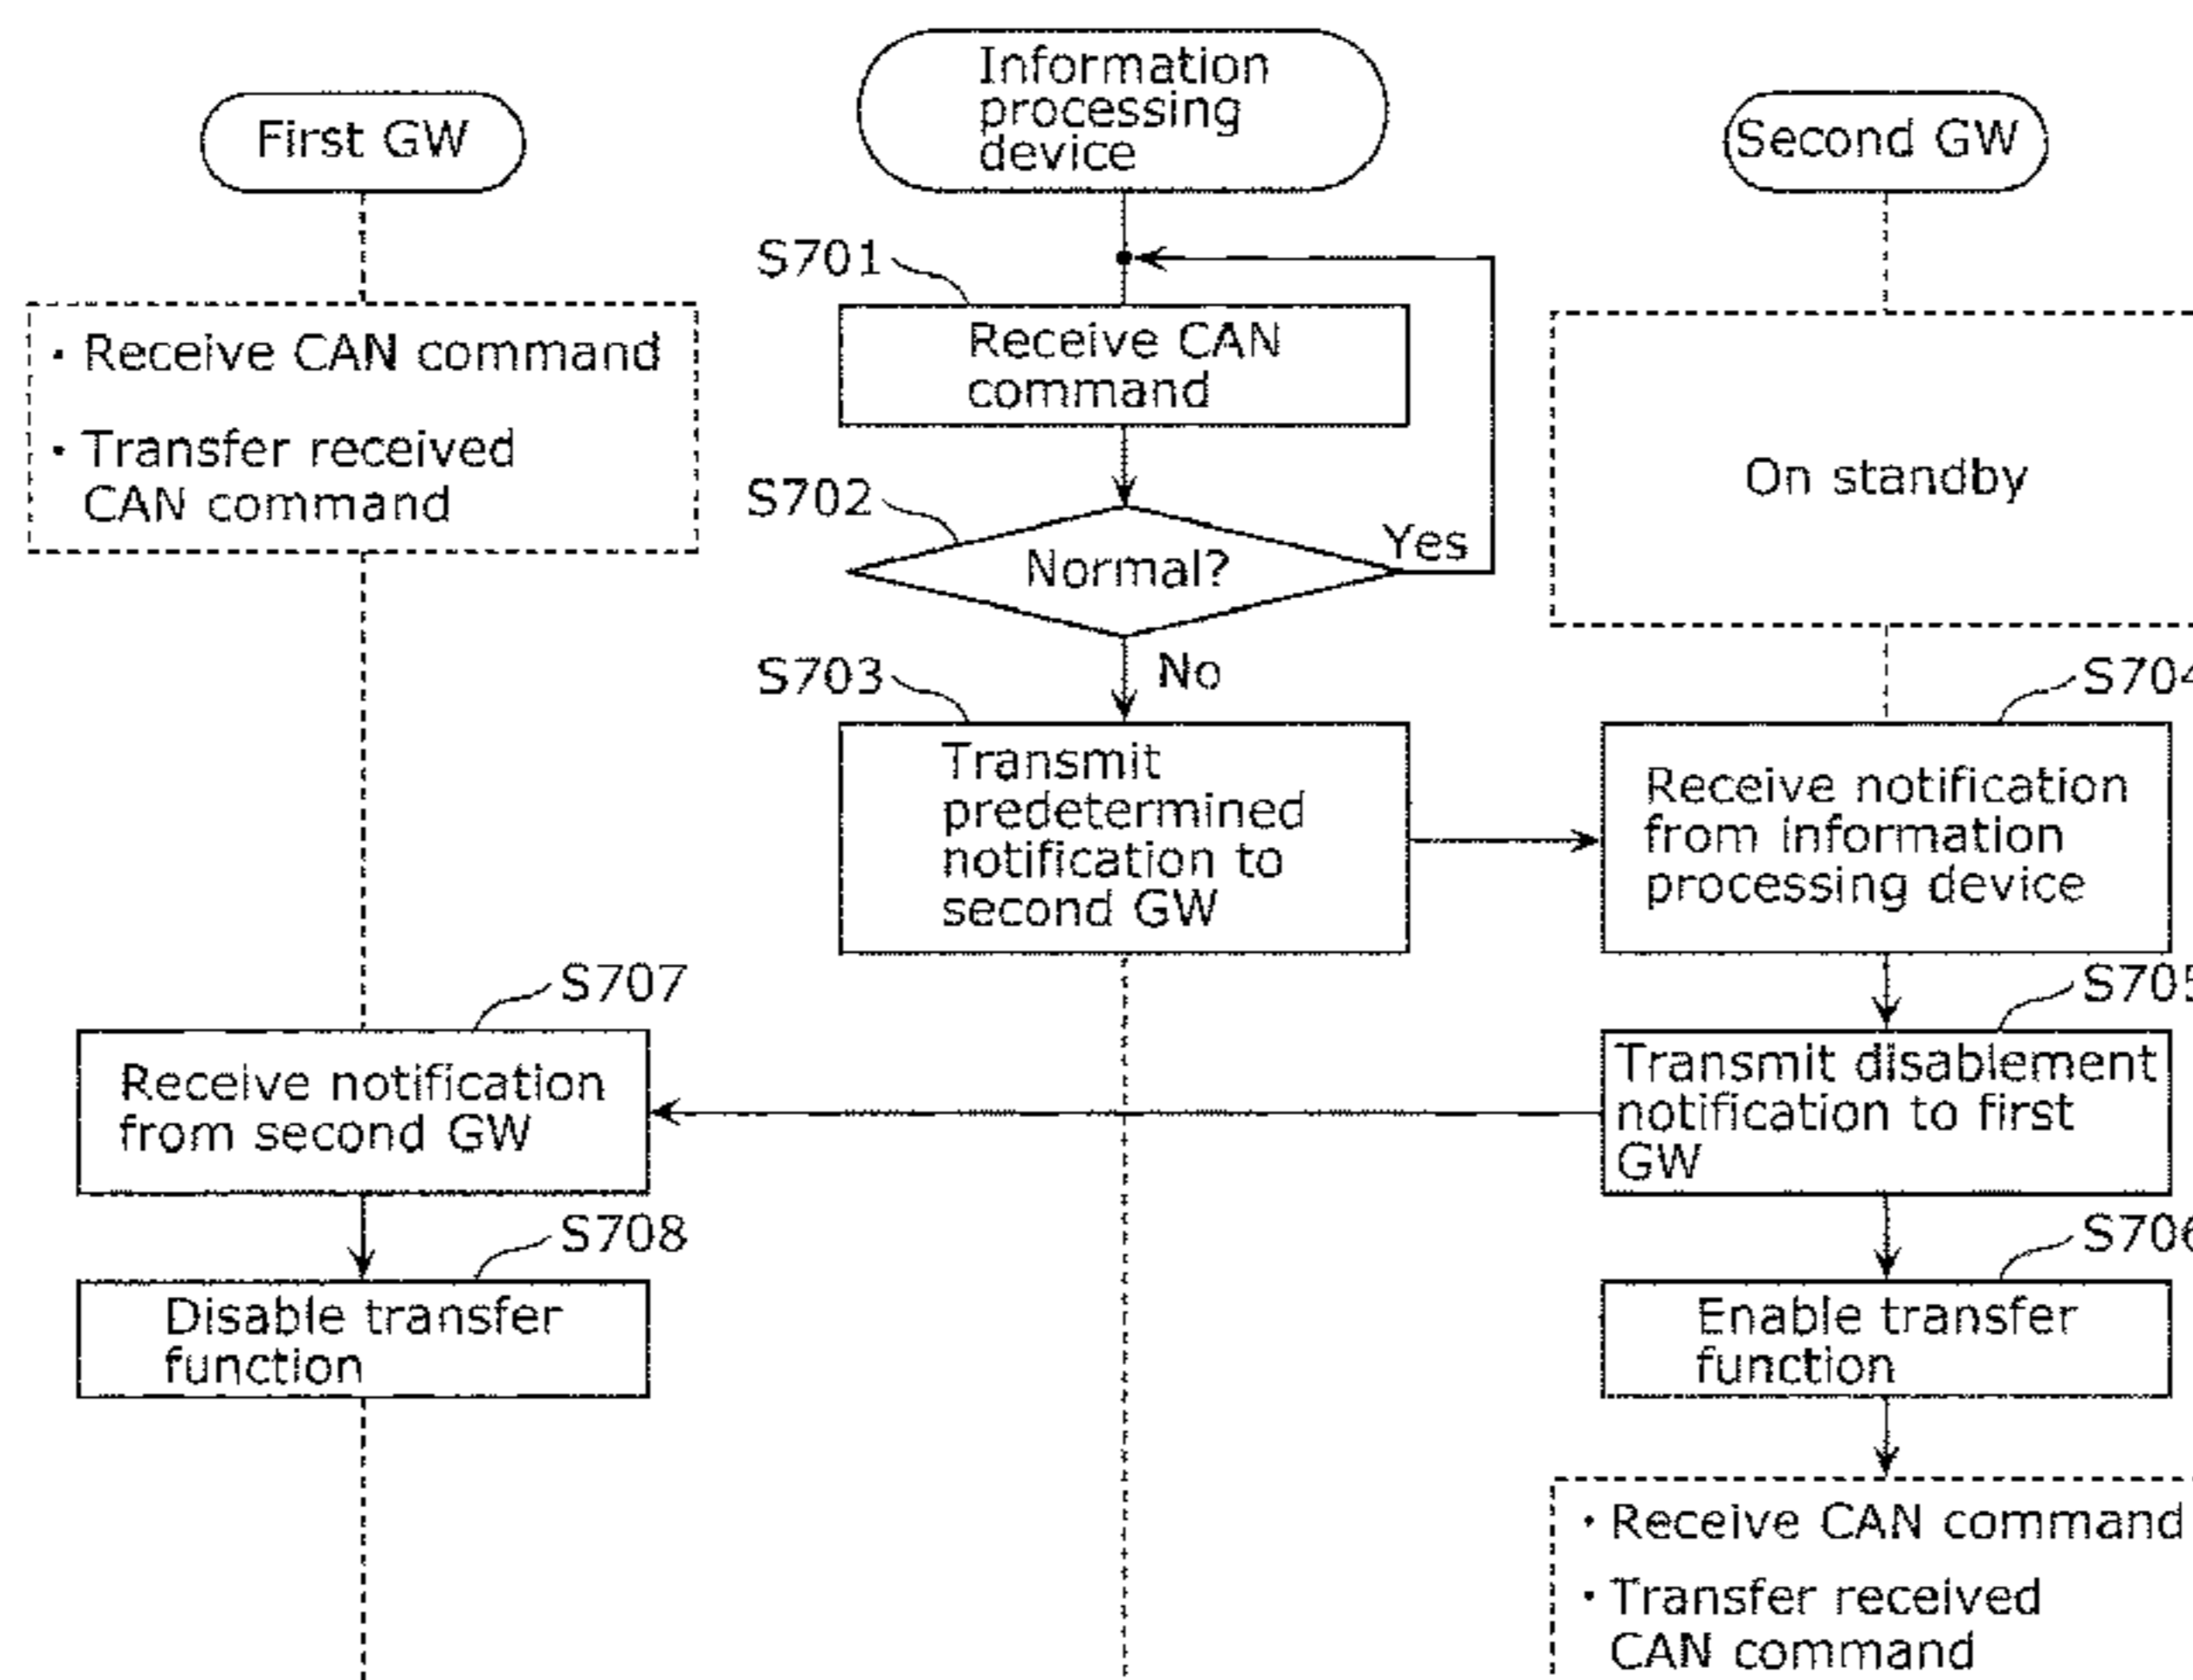 First GW
Information
processing
device
Second GW
S701
· Receive CAN command
· Transfer received
CAN command
Receive CAN
command
On standby
S702
Normal?
Yes
No
S703
S704
Transmit
predetermined
notification to
second GW
Receive notification
from information
processing device
S707
S705
Receive notification
from second GW
Transmit disablement
notification to first
GW
S708
S706
Disable transfer
function
Enable transfer
function
· Receive CAN command
· Transfer received
CAN command